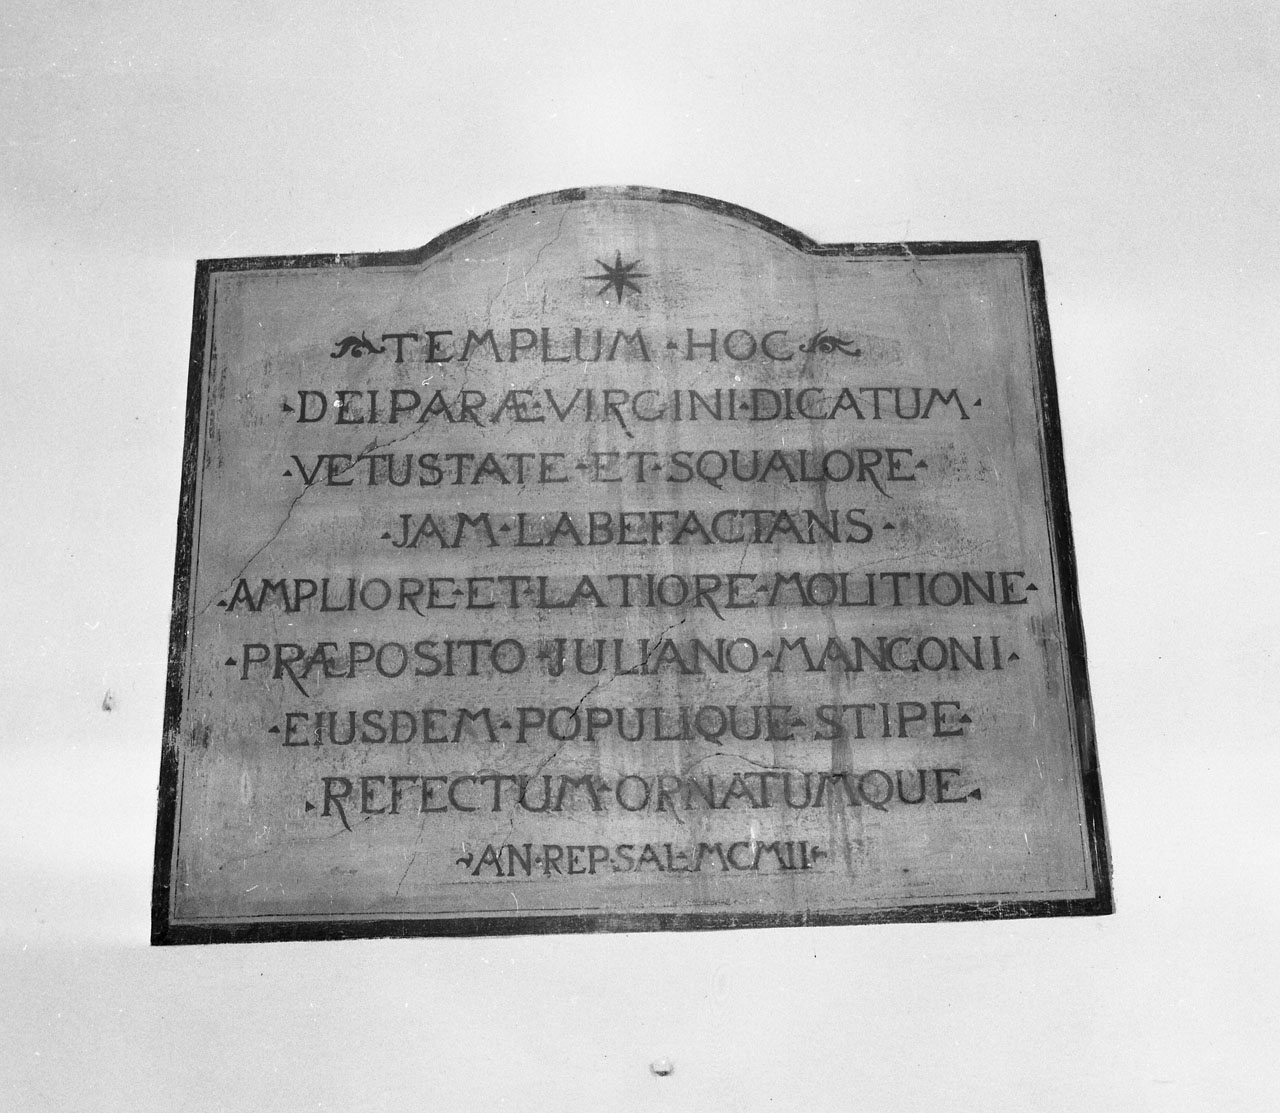 TEMPLUM · HOC
· DEIPARÆ · VIRGINI · DICATUM ·
· VETUSTATE · ET · SQUALORE ·
· JAM · LABEFACTANS ·
· AMPLIORE · ET · LATIORE · MOLITIONE ·
· PRÆPOSITO · JULIANO · MANGONI ·
· EJUSDEM · POPULIQUE · STIPE ·
· REFECTUM · ORNATUMQUE ·
· AN · REP · SAL · MCMII ·